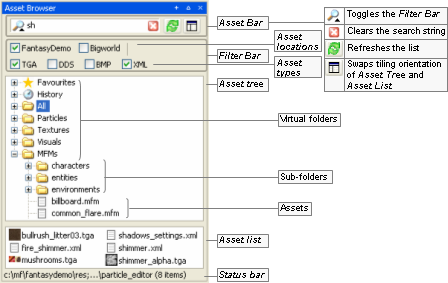 Asset Browser
sh
Asset Bar
Toggles the Filter Bar
Clears the search string
Refreshes the list
Swaps tiling orientation of Asset Tree and Asset List
FantasyDemo
Bigworld
Asset locations
Filter Bar
TGA
DDS
BMP
XML
Asset types
Favourites
Asset tree
History
All
Particles
Virtual folders
Textures
Visuals
MFMs
characters
entities
Sub-folders
environments
billboard.mfm
Assets
common_flare.mfm
bullrush_litter03.tga
shadows_settings.xml
Asset list
fire_shimmer.xml
shimmer.xml
mushrooms.tga
shimmer_alpha.tga
c:\mf\fantasydemo\res;...\particle_editor (8 items)
Status bar